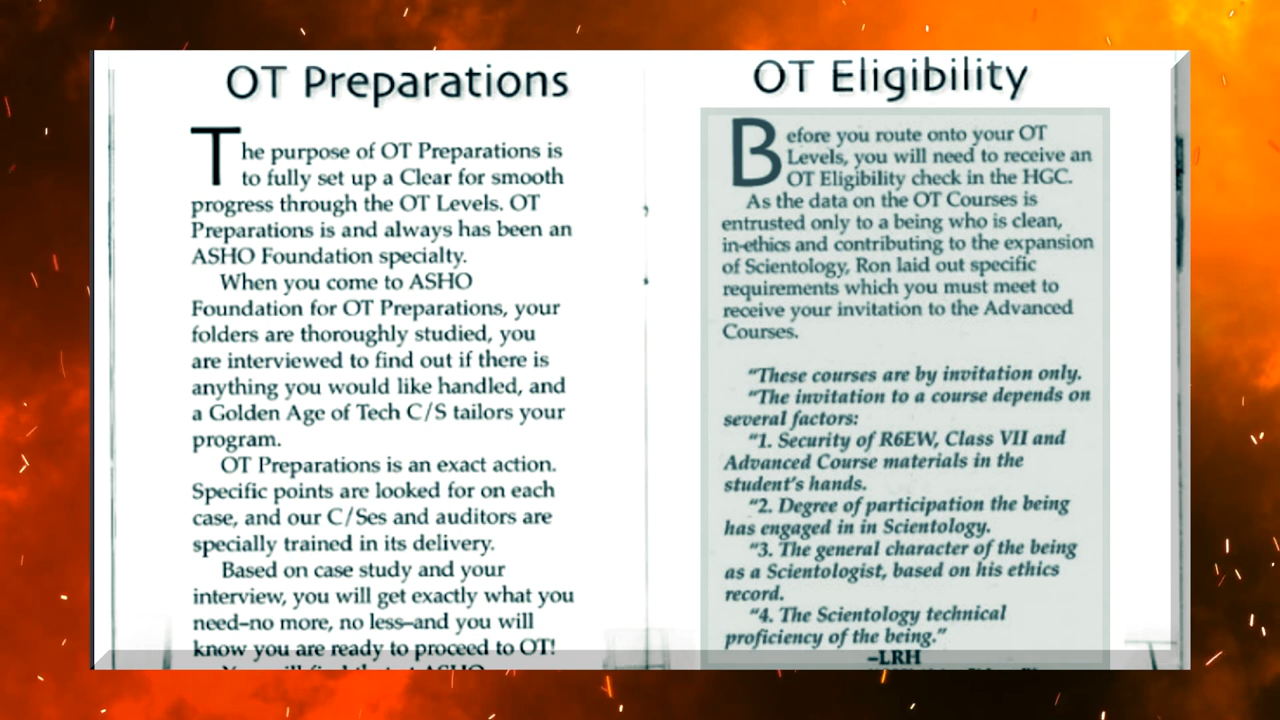 OT Preparations
The purpose of OT Preparations is
to fully set up a Clear for smooth
progress through the OT Levels. OT
Preparations is and always has been an
ASHO Foundation specialty.
When you come to ASHO
Foundation for OT Preparations, your
folders are thoroughly studied, you
are interviewed to find out if there is
anything you would like handled, and
a Golden Age of Tech C/S tailors your
program.
OT Preparations is an exact action.
Specific points are looked for on each
case, and our C/Ses and auditors are
specially trained in its delivery.
Based on case study and your
interview, you will get exactly what you
need–no more, no less–and you will
know you are ready to proceed to OT!
OT Eligibility
Before you route onto your OT
Levels, you will need to receive an
OT Eligibility check in the HGC.
As the data on the OT Courses is
entrusted only to a being who is clean,
in-ethics and contributing to the expansion
of Scientology, Ron laid out specific
requirements which you must meet to
receive your invitation to the Advanced
Courses.
“These courses are by invitation only.
“The invitation to a course depends on
several factors:
“1. Security of R6EW, Class VII and
Advanced Course materials in the
student's hands.
“2. Degree of participation the being
has engaged in in Scientology.
“3. The general character of the being
as a Scientologist, based on his ethics
record.
“4. The Scientology technical
proficiency of the being.”
–LRH